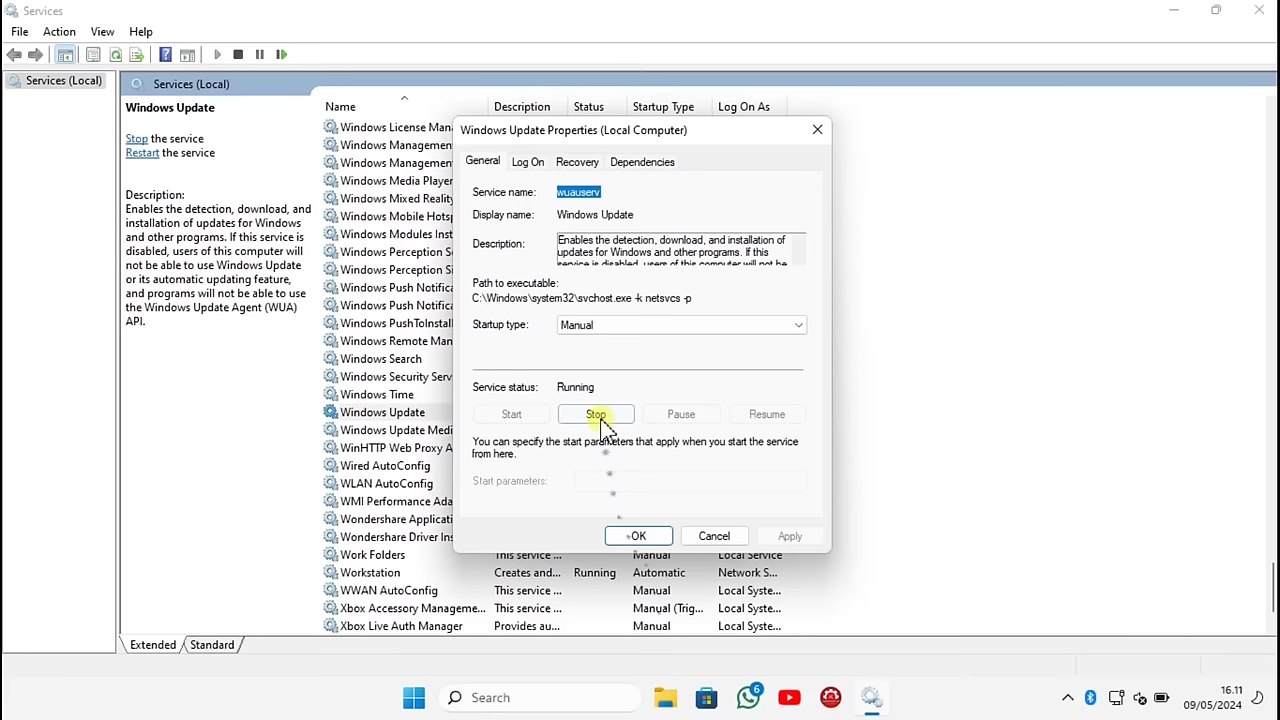 Services
File Action View Help
Services (Local)
Services (Local)
Windows Update
Stop the service
Restart the service
Description:
Enables the detection, download, and
installation of updates for Windows
and other programs. If this service is
disabled, users of this computer will
not be able to use Windows Update
or its automatic updating feature,
and programs will not be able to use
the Windows Update Agent (WUA)
API.
Name Description Status Startup Type Log On As
Windows License Man
Windows Management
Windows Management
Windows Media Player
Windows Mixed Reality
Windows Mobile Hotsp
Windows Modules Inst
Windows Perception S
Windows Perception Si
Windows Push Notifica
Windows Push Notifica
Windows PushToInstall
Windows Remote Man
Windows Search
Windows Security Serv
Windows Time
Windows Update
Windows Update Medi
WinHTTP Web Proxy A
Wired AutoConfig
WLAN AutoConfig
WMI Performance Ada
Wondershare Applicati
Wondershare Driver Ins
Work Folders This service ... Manual Local Service
Workstation Creates and... Running Automatic Network S...
WWAN AutoConfig This service ... Manual Local Syste...
Xbox Accessory Manageme... This service ... Manual (Trig... Local Syste...
Xbox Live Auth Manager Provides au... Manual Local Syste...
Windows Update Properties (Local Computer)
General Log On Recovery Dependencies
Service name: wuauserv
Display name: Windows Update
Description: Enables the detection, download, and installation of
updates for Windows and other programs. If this
service is disabled, users of this computer will not be
Path to executable:
C:\Windows\system32\svchost.exe -k netsvcs -p
Startup type: Manual
Service status: Running
Start Stop Pause Resume
You can specify the start parameters that apply when you start the service
from here.
Start parameters:
OK Cancel Apply
Extended Standard
Search
6
16.11
09/05/2024